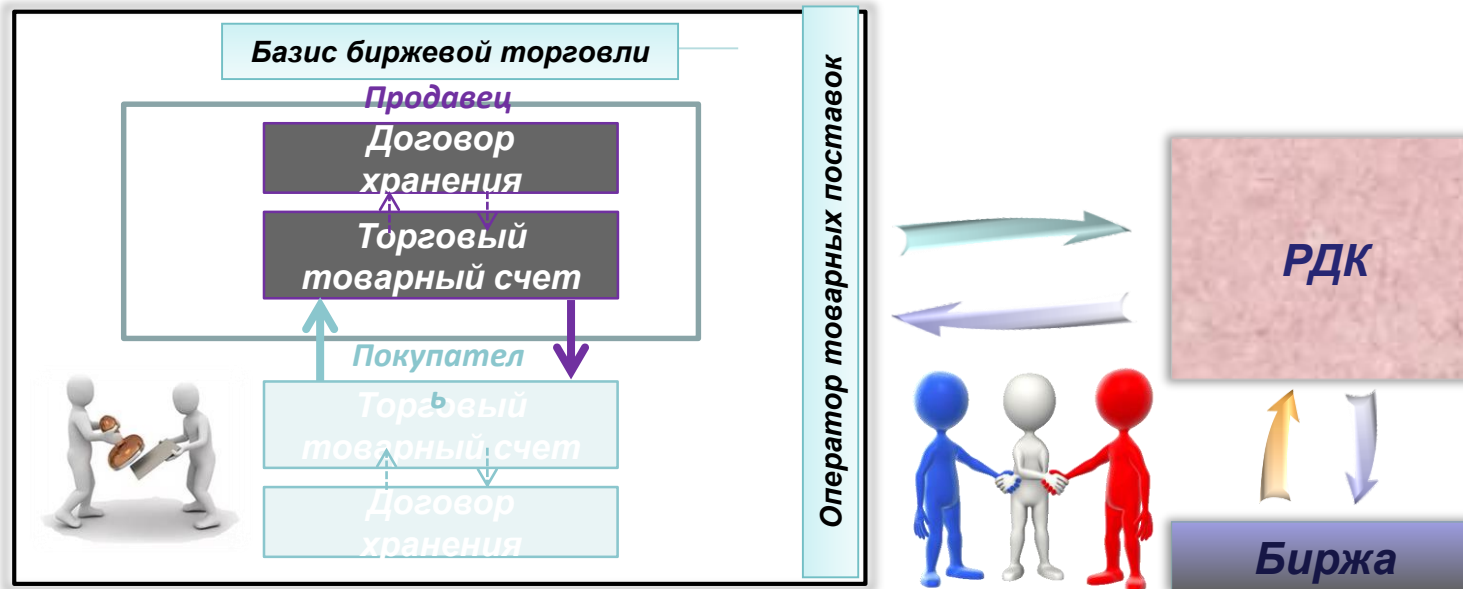 Базис биржевой торговли
Продавец
Договор
хранения
Торговый
товарный счет
Покупател
ь
Торговый
товарный счет
Договор
хранения
Оператор товарных поставок
РДК
Биржа